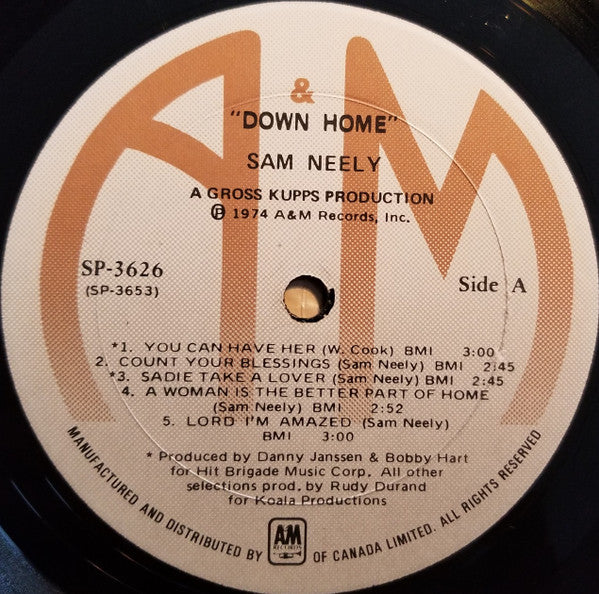 A&M
"DOWN HOME"
SAM NEELY
A GROSS KUPPS PRODUCTION
℗ 1974 A&M Records, Inc.
SP-3626
(SP-3653)
Side A
*1. YOU CAN HAVE HER (W. Cook) BMI 3:00
2. COUNT YOUR BLESSINGS (Sam Neely) BMI 2:45
*3. SADIE TAKE A LOVER (Sam Neely) BMI 2:45
4. A WOMAN IS THE BETTER PART OF HOME
(Sam Neely) BMI 2:52
5. LORD I'M AMAZED (Sam Neely)
BMI 3:00
* Produced by Danny Janssen & Bobby Hart
for Hit Brigade Music Corp. All other
selections prod. by Rudy Durand
for Koala Productions
MANUFACTURED AND DISTRIBUTED BY A&M RECORDS OF CANADA LIMITED. ALL RIGHTS RESERVED